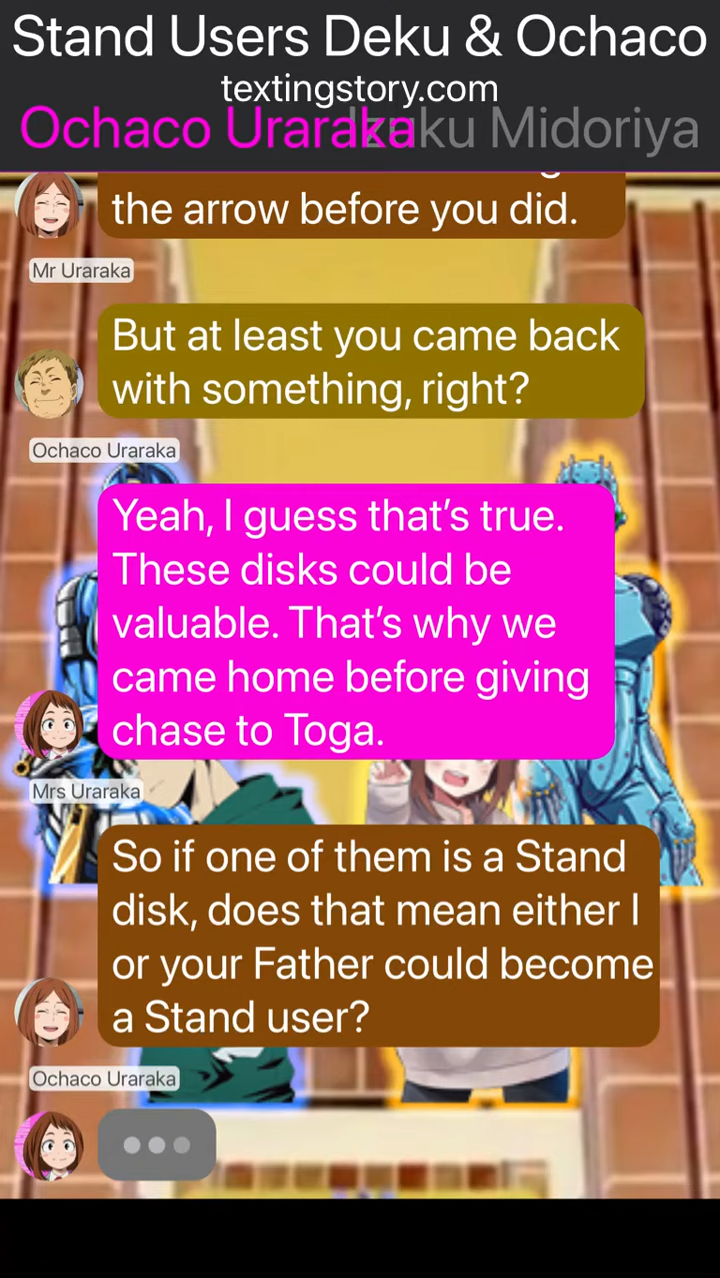 Stand Users Deku & Ochaco
textingstory.com
Ochaco Uraraka Izuku Midoriya
the arrow before you did.
Mr Uraraka
But at least you came back
with something, right?
Ochaco Uraraka
Yeah, I guess that’s true.
These disks could be
valuable. That’s why we
came home before giving
chase to Toga.
Mrs Uraraka
So if one of them is a Stand
disk, does that mean either I
or your Father could become
a Stand user?
Ochaco Uraraka